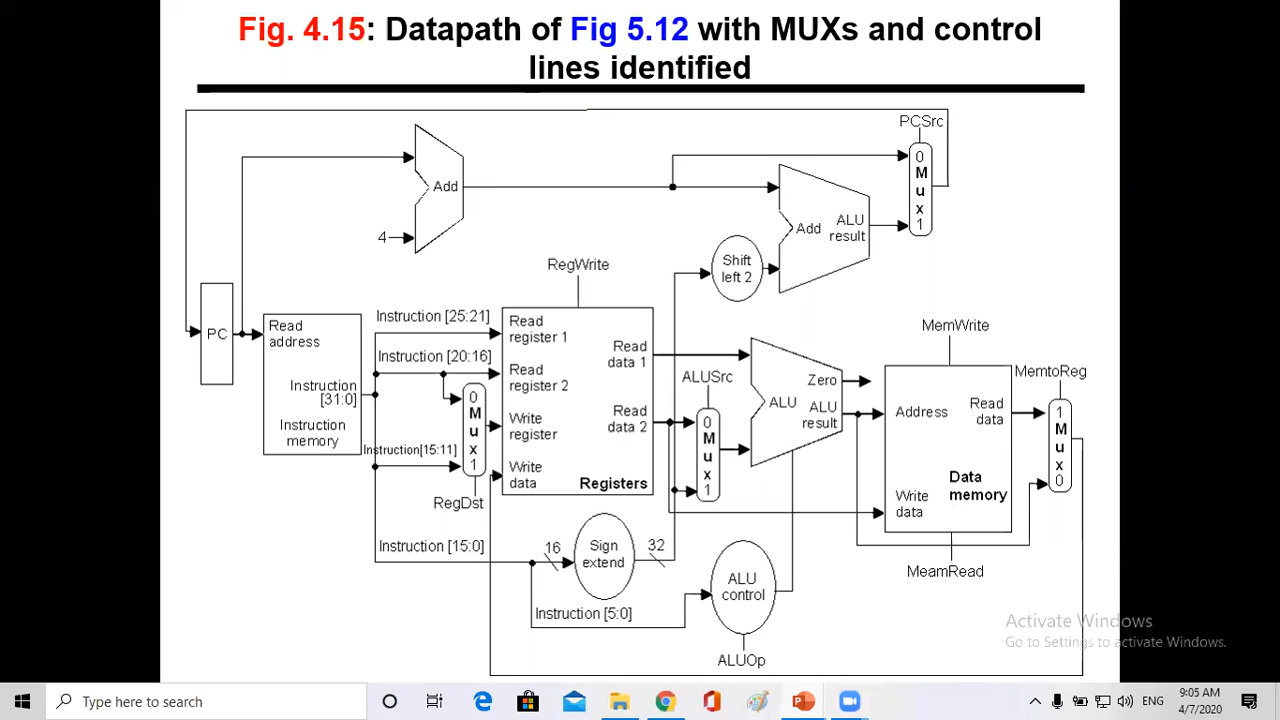 Fig. 4.15: Datapath of Fig 5.12 with MUXs and control
lines identified
PCSrc
0
M
u
x
1
Add
4
Add
ALU
result
Shift
left 2
RegWrite
PC
Read
address
Instruction
[31:0]
Instruction
memory
Instruction [25:21]
Instruction [20:16]
Instruction[15:11]
Instruction [15:0]
0
M
u
x
1
RegDst
Read
register 1
Read
register 2
Write
register
Write
data
Read
data 1
Read
data 2
Registers
ALUSrc
0
M
u
x
1
Zero
ALU
ALU
result
MemWrite
Address
Read
data
Data
memory
Write
data
MeamRead
MemtoReg
1
M
u
x
0
16
Sign
extend
32
Instruction [5:0]
ALU
control
ALUOp
Activate Windows
Go to Settings to activate Windows.
Type here to search
ENG
9:05 AM
4/7/2020